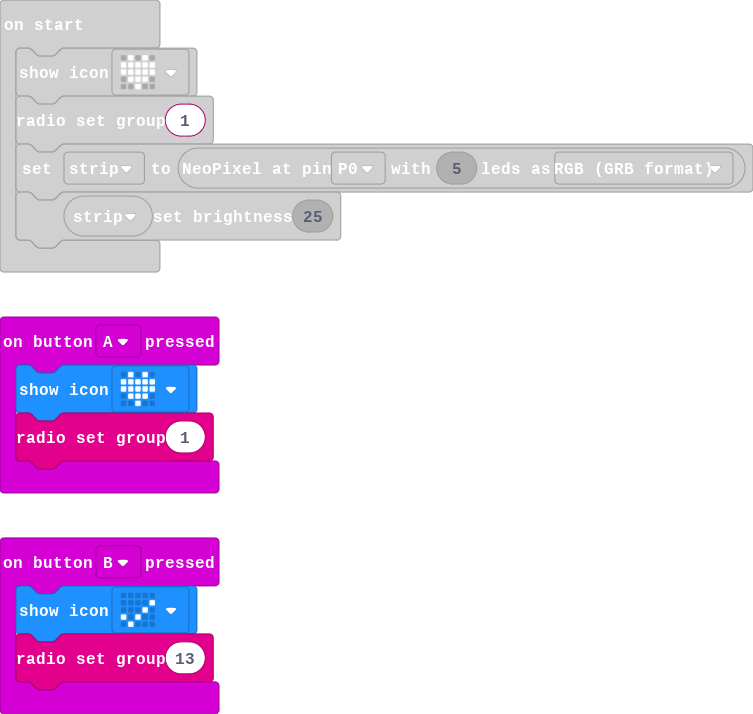 on start
show icon
radio set group 1
set strip to NeoPixel at pin P0 with 5 leds as RGB (GRB format)
strip set brightness 25
on button A pressed
show icon
radio set group 1
on button B pressed
show icon
radio set group 13